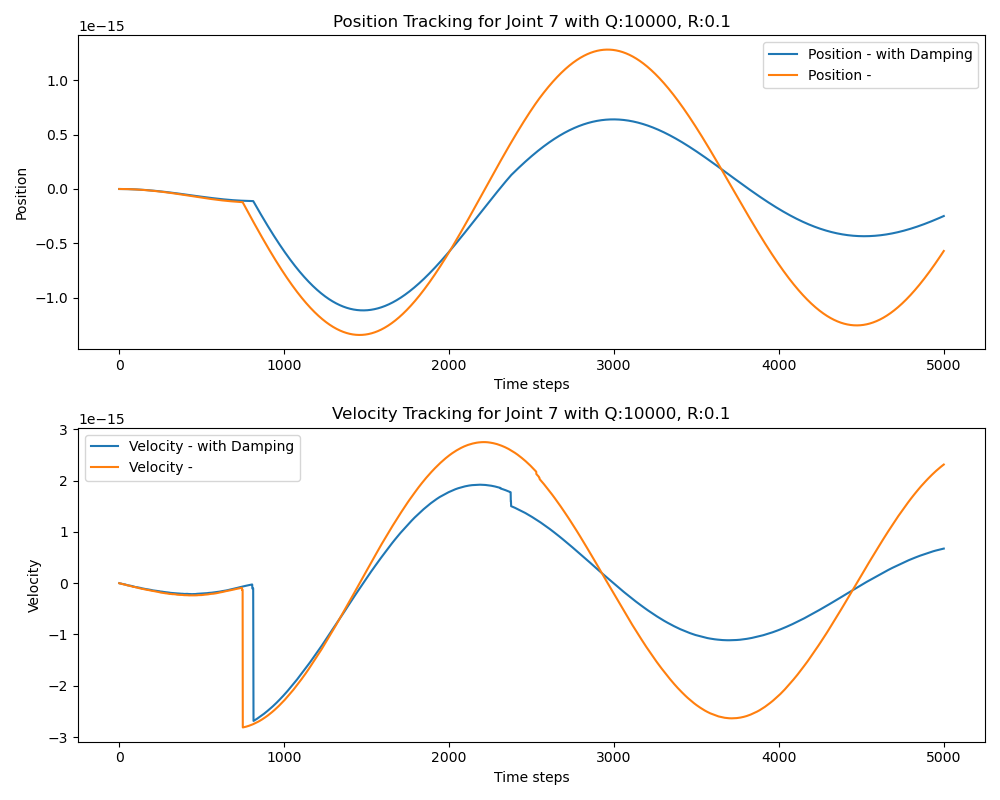 Position Tracking for Joint 7 with Q:10000, R:0.1
1e−15
Position - with Damping
Position -
1.0
0.5
0.0
−0.5
−1.0
Position
0 1000 2000 3000 4000 5000
Time steps
Velocity Tracking for Joint 7 with Q:10000, R:0.1
1e−15
Velocity - with Damping
Velocity -
3
2
1
0
−1
−2
−3
Velocity
0 1000 2000 3000 4000 5000
Time steps